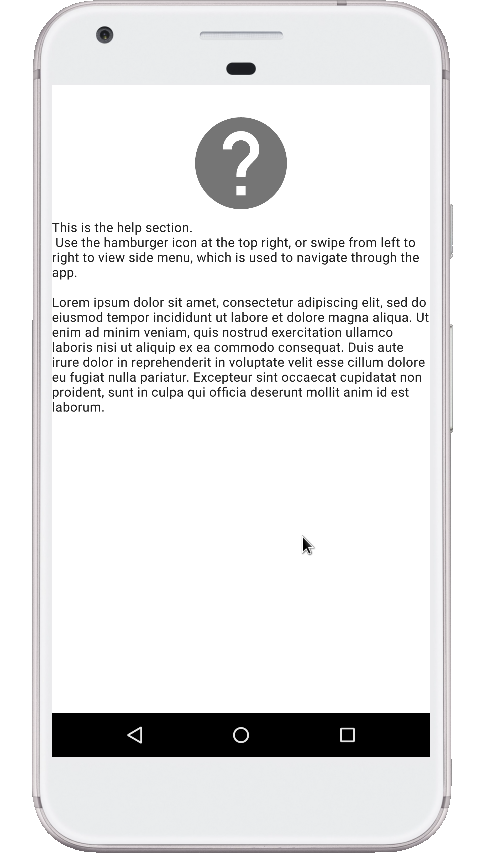 ?
This is the help section.
Use the hamburger icon at the top right, or swipe from left to
right to view side menu, which is used to navigate through the
app.
Lorem ipsum dolor sit amet, consectetur adipiscing elit, sed do
eiusmod tempor incididunt ut labore et dolore magna aliqua. Ut
enim ad minim veniam, quis nostrud exercitation ullamco
laboris nisi ut aliquip ex ea commodo consequat. Duis aute
irure dolor in reprehenderit in voluptate velit esse cillum dolore
eu fugiat nulla pariatur. Excepteur sint occaecat cupidatat non
proident, sunt in culpa qui officia deserunt mollit anim id est
laborum.